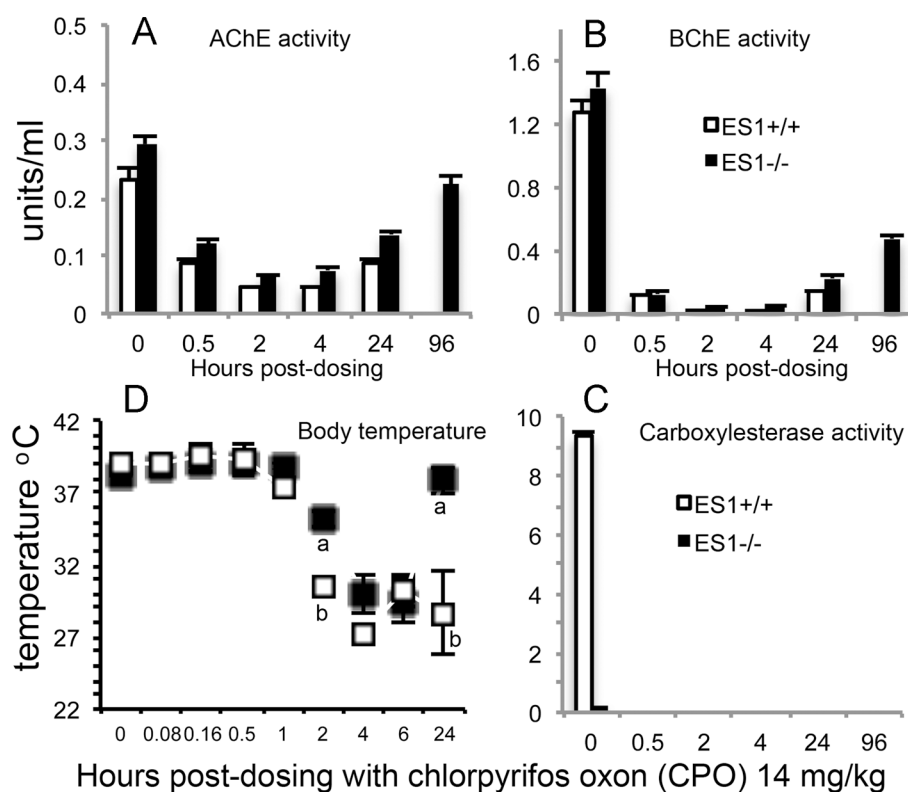 A
AChE activity
0.5
0.4
0.3
0.2
0.1
0
units/ml
0 0.5 2 4 24 96
Hours post-dosing
B
BChE activity
1.6
1.2
0.8
0.4
0
ES1+/+
ES1-/-
0 0.5 2 4 24 96
Hours post-dosing
D
Body temperature
42
37
32
27
22
temperature °C
a
b
a
b
0 0.08 0.16 0.5 1 2 4 6 24
C
Carboxylesterase activity
10
8
6
4
2
0
ES1+/+
ES1-/-
0 0.5 2 4 24 96
Hours post-dosing with chlorpyrifos oxon (CPO) 14 mg/kg